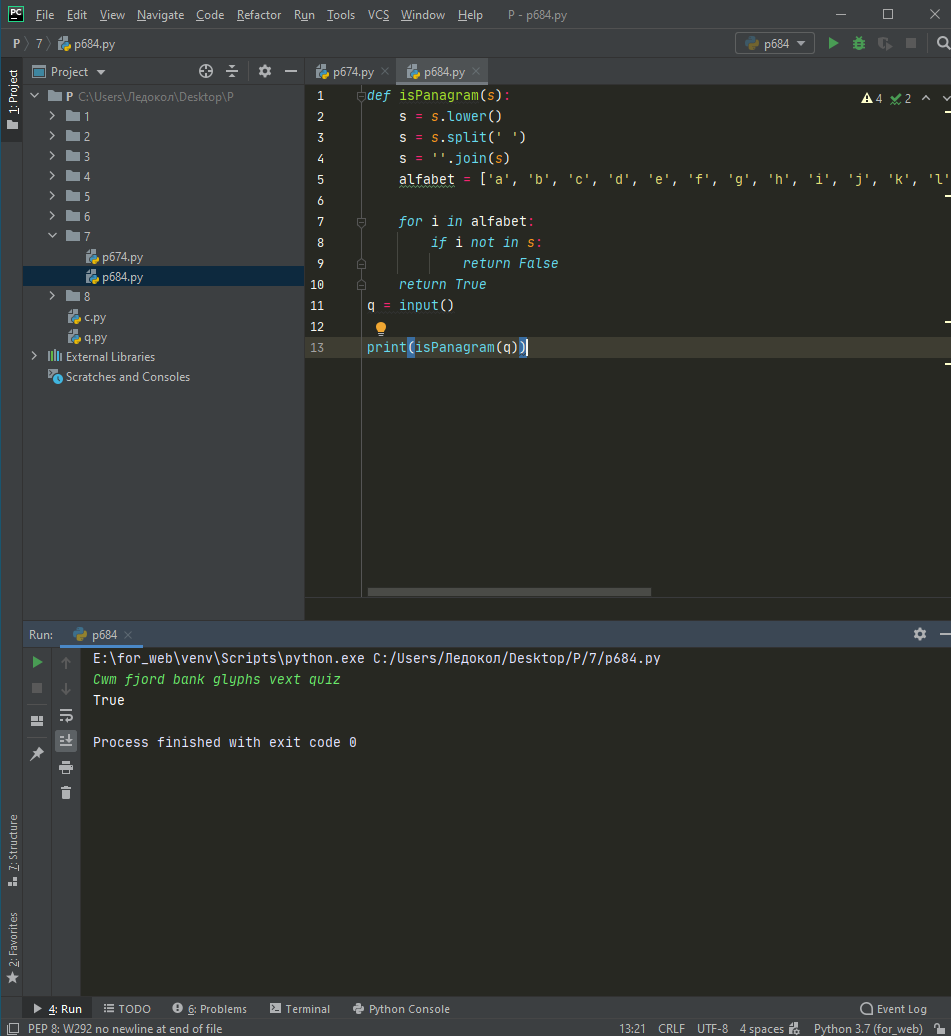 PC File Edit View Navigate Code Refactor Run Tools VCS Window Help P - p684.py
P 7 p684.py p684
1: Project
Project
P C:\Users\Ледокол\Desktop\P
1
2
3
4
5
6
7
p674.py
p684.py
8
c.py
q.py
External Libraries
Scratches and Consoles
p674.py p684.py
4 2
1 def isPanagram(s):
2 s = s.lower()
3 s = s.split(' ')
4 s = ''.join(s)
5 alfabet = ['a', 'b', 'c', 'd', 'e', 'f', 'g', 'h', 'i', 'j', 'k', 'l'
6
7 for i in alfabet:
8 if i not in s:
9 return False
10 return True
11 q = input()
12
13 print(isPanagram(q))
Run: p684
E:\for_web\venv\Scripts\python.exe C:/Users/Ледокол/Desktop/P/7/p684.py
Cwm fjord bank glyphs vext quiz
True
Process finished with exit code 0
7: Structure
2: Favorites
4: Run TODO 6: Problems Terminal Python Console Event Log
PEP 8: W292 no newline at end of file 13:21 CRLF UTF-8 4 spaces Python 3.7 (for_web)